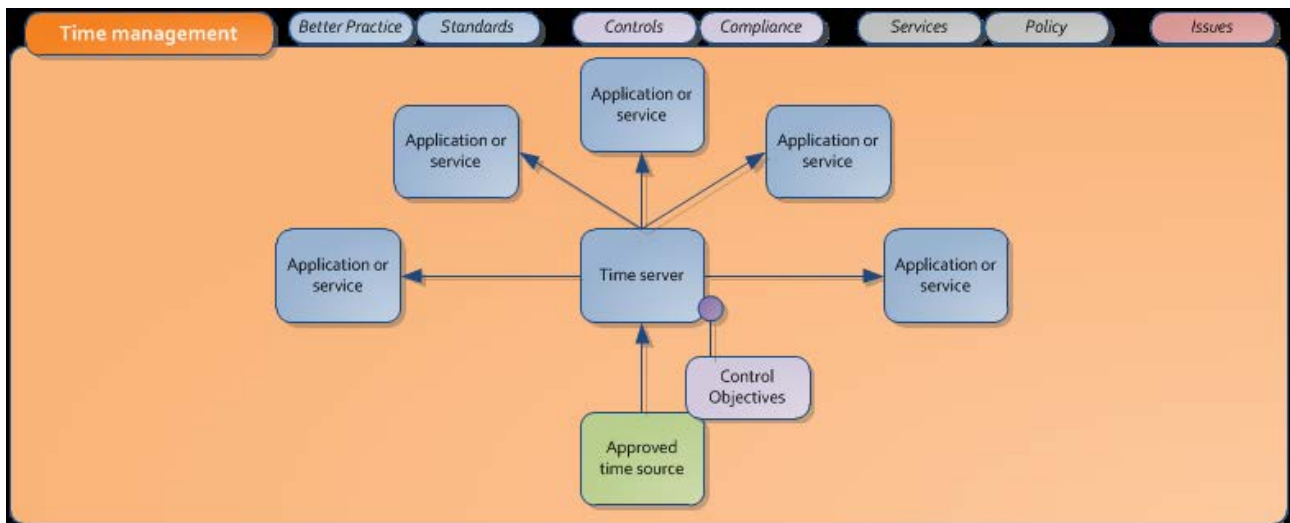 Time management
Better Practice
Standards
Controls
Compliance
Services
Policy
Issues
Application or
service
Application or
service
Application or
service
Application or
service
Time server
Application or
service
Control
Objectives
Approved
time source